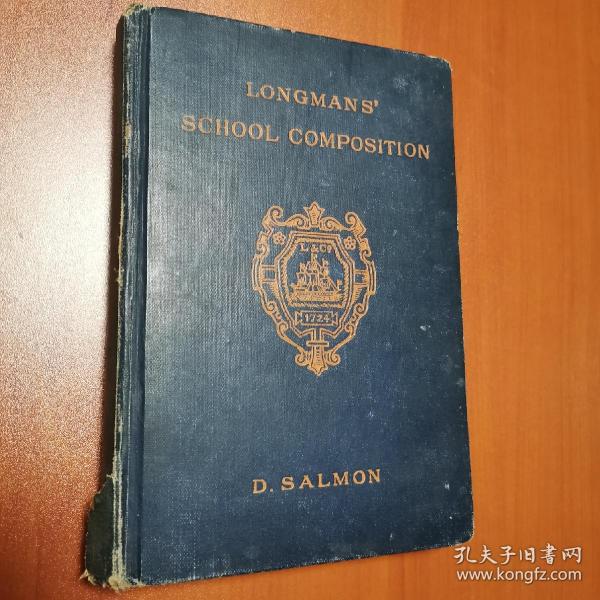 LONGMANS'
SCHOOL COMPOSITION
L & Co
1724
D. SALMON
孔夫子旧书网
www.kongfz.com